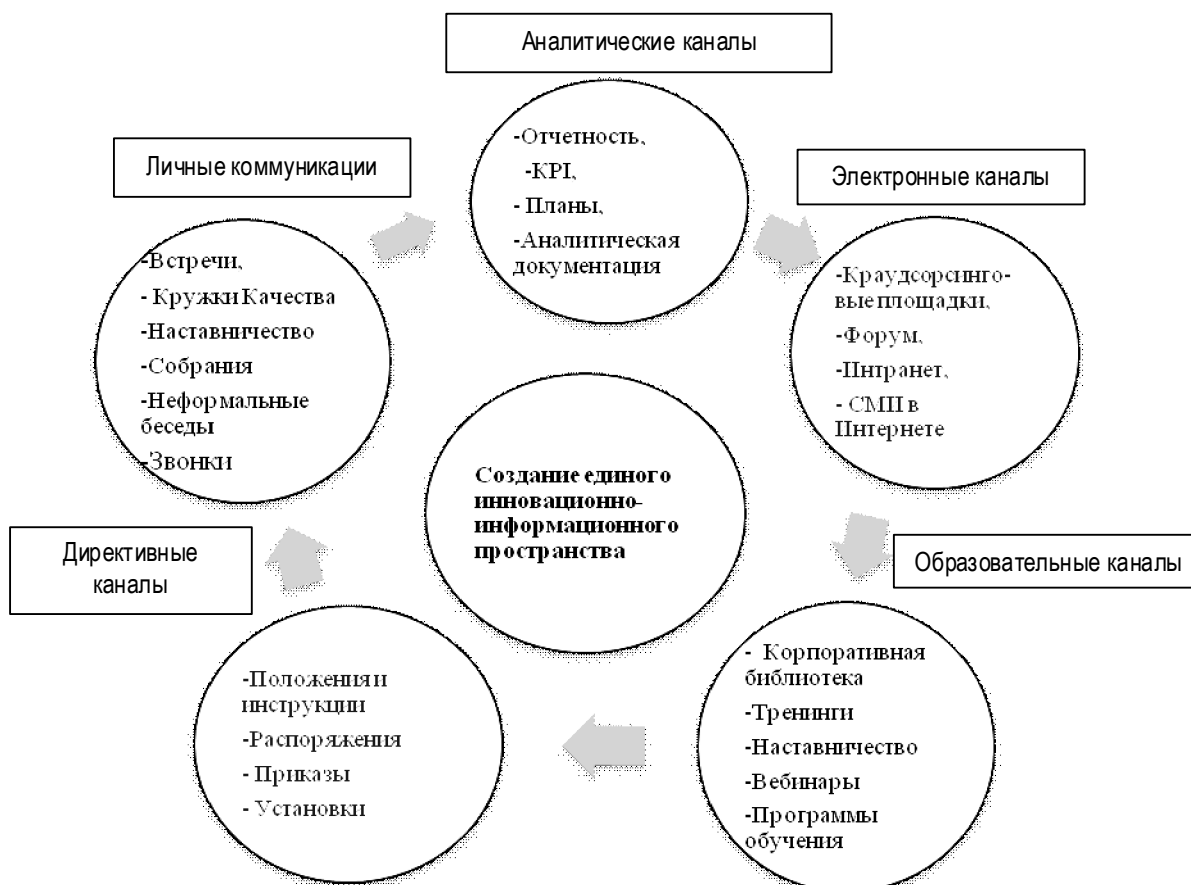 Аналитические каналы
-Отчетность,
-KPI,
- Планы,
-Аналитическая
документация
Личные коммуникации
-Встречи,
- Кружки Качества
-Наставничество
-Собрания
-Неформальные
беседы
-Звонки
Электронные каналы
-Краудсорсинго-
вые площадки,
-Форум,
-Интранет,
- СМИ в
Интернете
Создание единого
инновационно-
информационного
пространства
Директивные
каналы
-Положения и
инструкции
-Распоряжения
- Приказы
- Установки
Образовательные каналы
- Корпоративная
библиотека
-Тренинги
-Наставничество
-Вебинары
-Программы
обучения